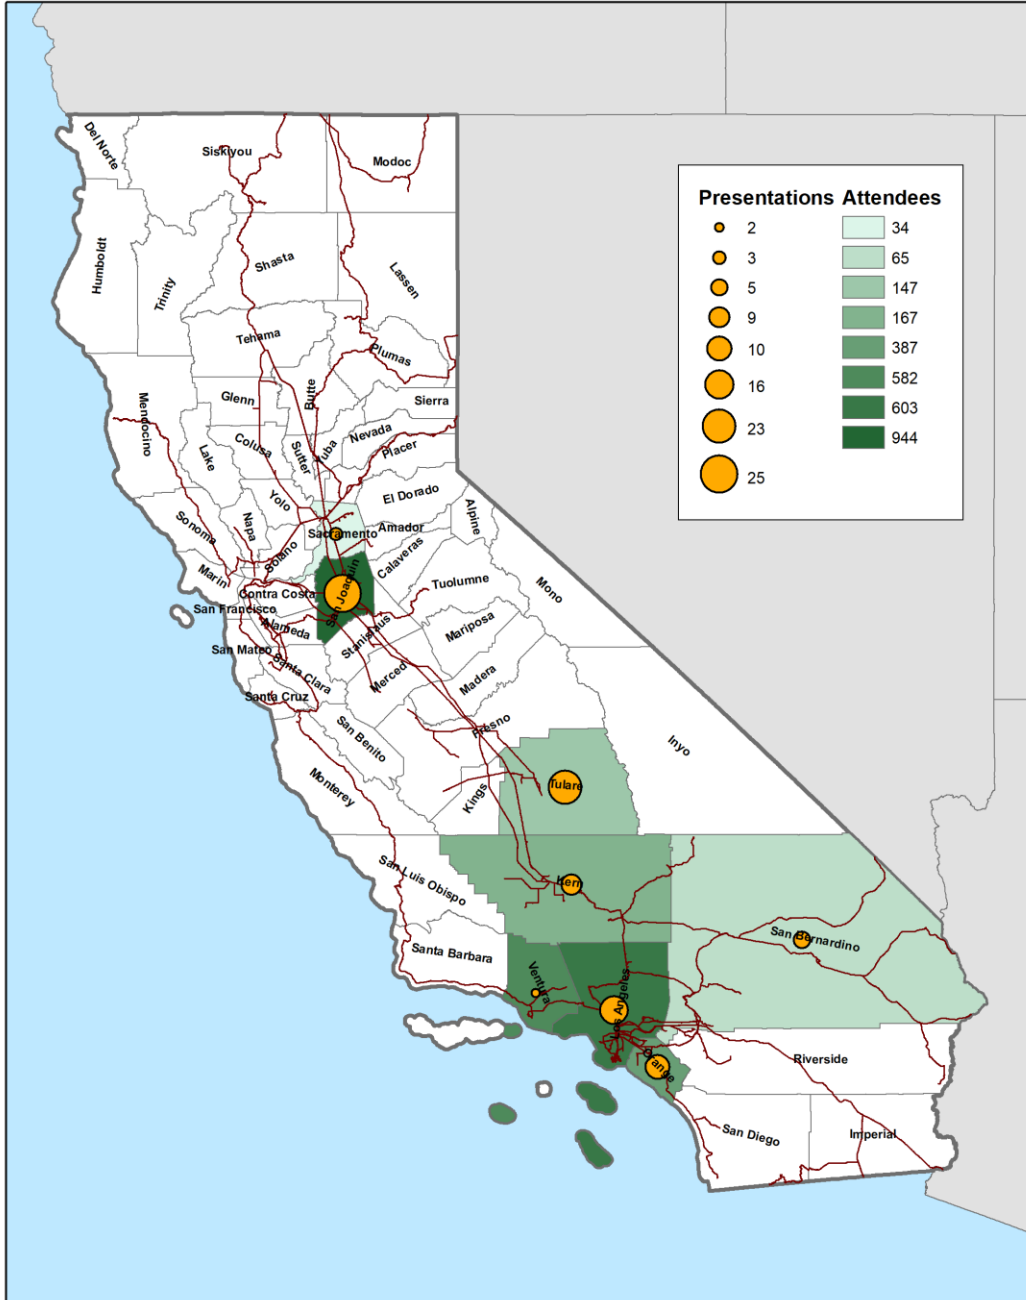 Del Norte
Siskiyou
Modoc
Presentations Attendees
2 34
3 65
5 147
9 167
10 387
16 582
23 603
25 944
Humboldt
Trinity
Shasta
Lassen
Tehama
Plumas
Mendocino
Glenn
Butte
Sierra
Lake
Colusa
Sutter
Yuba
Nevada
Placer
Yolo
El Dorado
Sonoma
Napa
Solano
Sacramento
Amador
Alpine
Marin
Contra Costa
San Joaquin
Calaveras
Tuolumne
Mono
San Francisco
Alameda
Stanislaus
Mariposa
San Mateo
Santa Clara
Merced
Madera
Santa Cruz
San Benito
Fresno
Inyo
Monterey
Kings
Tulare
San Luis Obispo
Kern
San Bernardino
Santa Barbara
Ventura
Los Angeles
Orange
Riverside
San Diego
Imperial